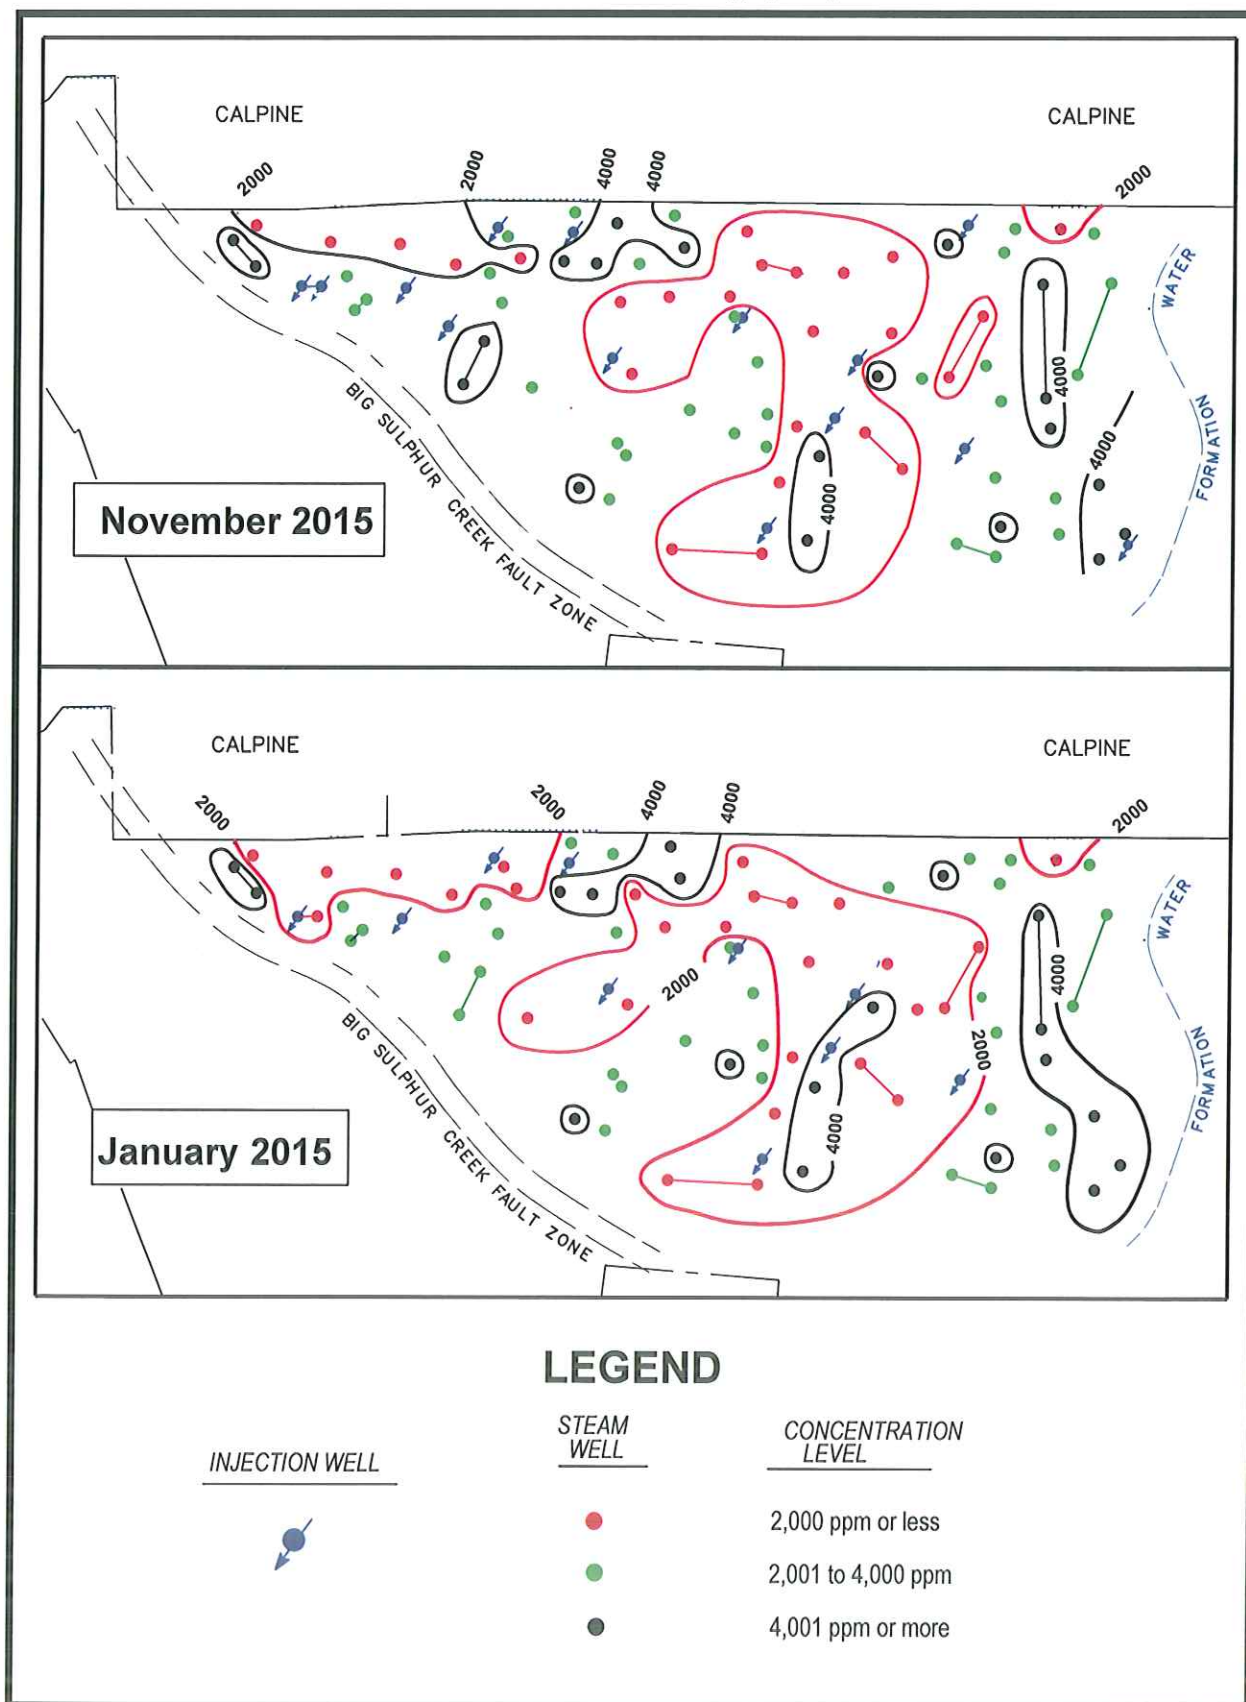 CALPINE
CALPINE
2000
2000
4000
4000
2000
WATER
FORMATION
4000
4000
4000
BIG SULPHUR CREEK FAULT ZONE
November 2015
CALPINE
CALPINE
2000
2000
4000
4000
2000
WATER
FORMATION
4000
2000
2000
4000
BIG SULPHUR CREEK FAULT ZONE
January 2015
LEGEND
INJECTION WELL
STEAM
WELL
CONCENTRATION
LEVEL
2,000 ppm or less
2,001 to 4,000 ppm
4,001 ppm or more